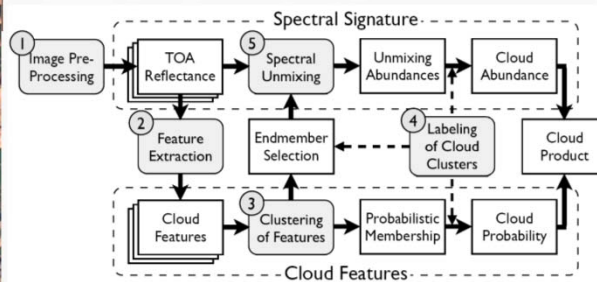 Spectral Signature
1
Image Pre-
Processing
TOA
Reflectance
5
Spectral
Unmixing
Unmixing
Abundances
Cloud
Abundance
2
Feature
Extraction
Endmember
Selection
4
Labeling
of Cloud
Clusters
Cloud
Product
Cloud
Features
3
Clustering
of Features
Probabilistic
Membership
Cloud
Probability
Cloud Features